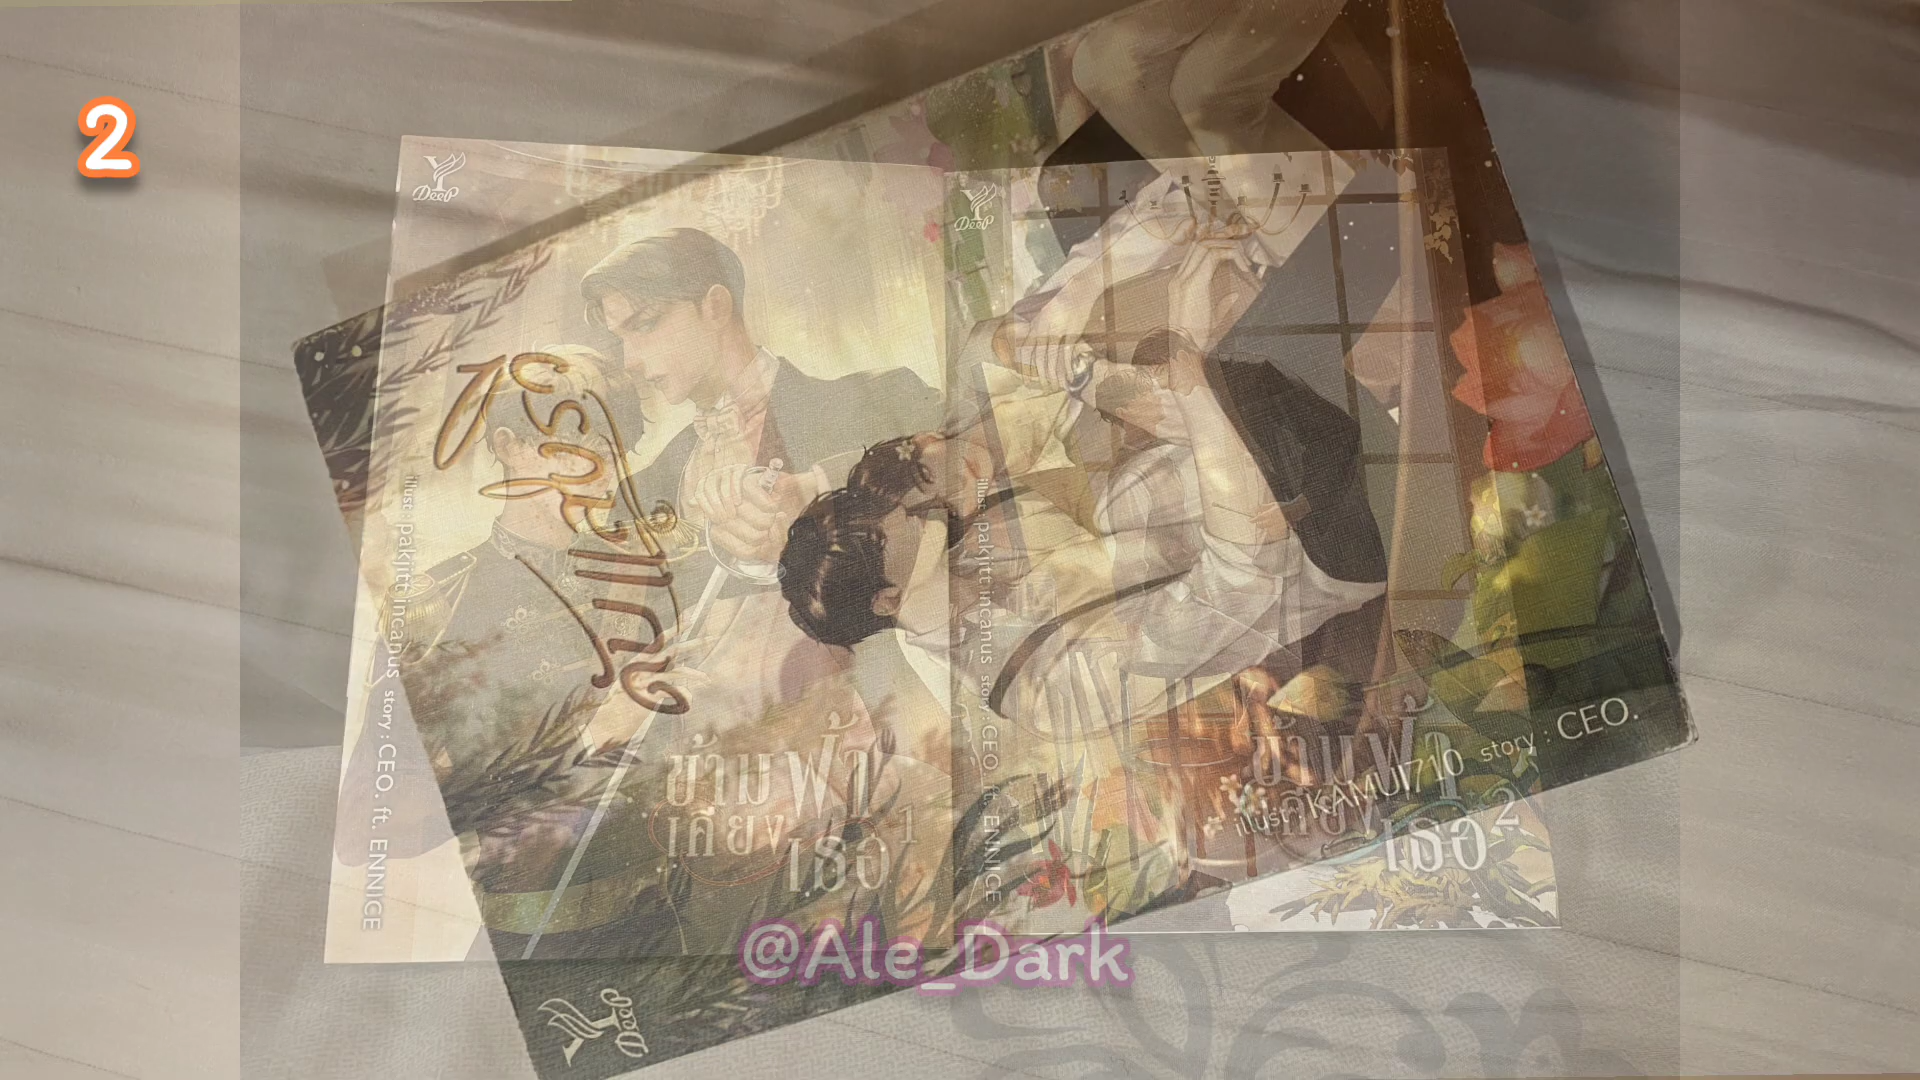 2
Y
DeeP
Y
DeeP
illust : pakjitt incanus story : CEO. ft. ENNICE
ข้ามฟ้า
เคียง
เธอ 1
illust : pakjitt incanus story : CEO. ft. ENNICE
ข้ามฟ้า
เคียง
เธอ 2
illust : KAMUI710 story : CEO.
@Ale_Dark
Y
DeeP